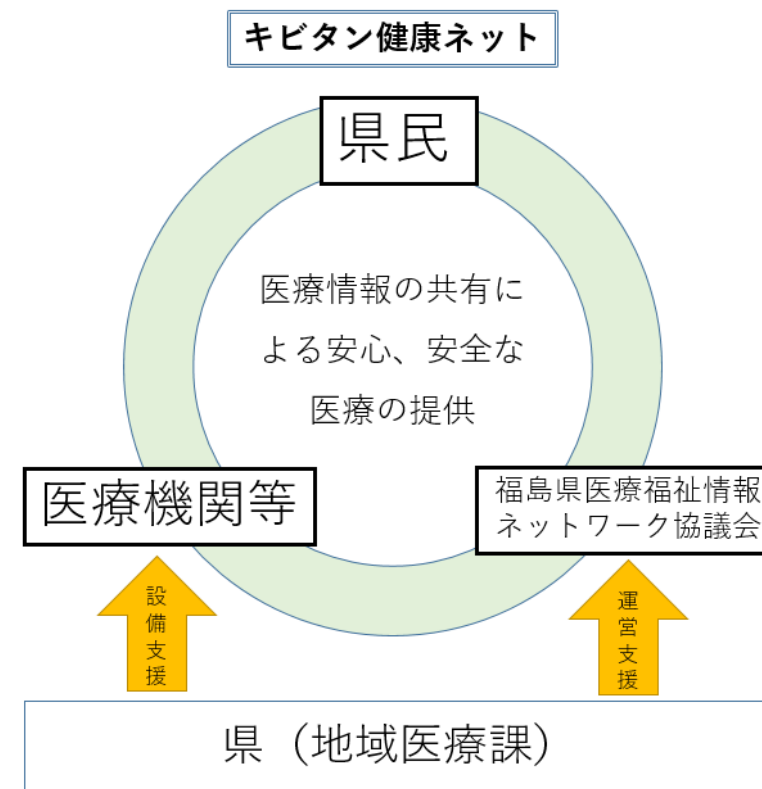 キビタン健康ネット
県民
医療情報の共有に
よる安心、安全な
医療の提供
医療機関等
福島県医療福祉情報
ネットワーク協議会
設備支援
運営支援
県（地域医療課）